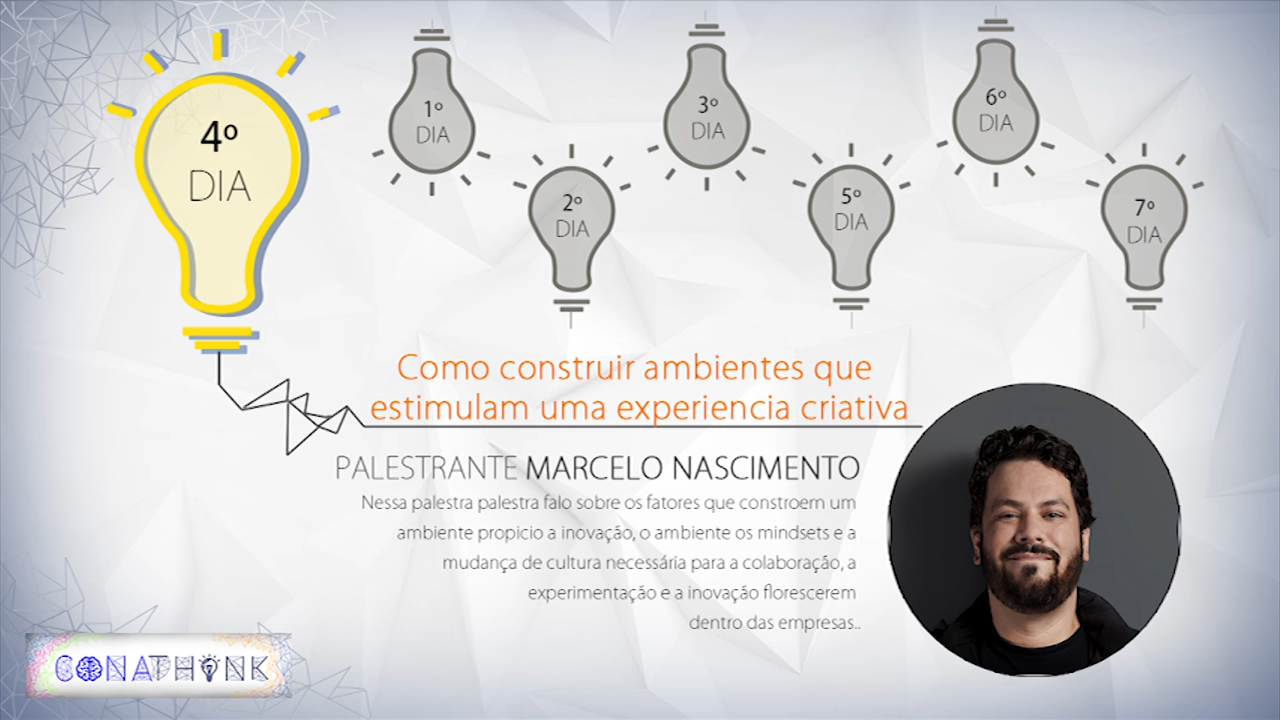 4º
DIA
1º
DIA
2º
DIA
3º
DIA
5º
DIA
6º
DIA
7º
DIA
Como construir ambientes que
estimulam uma experiencia criativa
PALESTRANTE MARCELO NASCIMENTO
Nessa palestra palestra falo sobre os fatores que constroem um
ambiente propicio a inovação, o ambiente os mindsets e a
mudança de cultura necessária para a colaboração, a
experimentação e a inovação florescerem
dentro das empresas..
CONATHINK